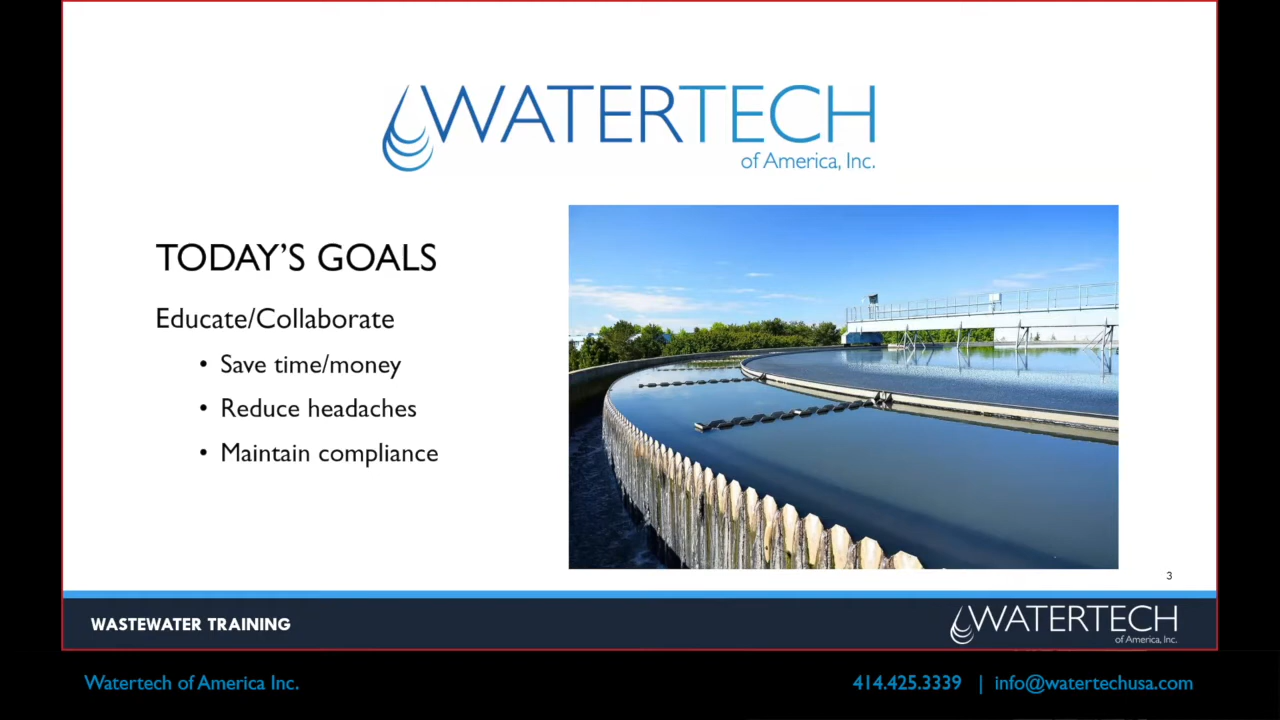 WATERTECH
of America, Inc.
TODAY'S GOALS
Educate/Collaborate
• Save time/money
• Reduce headaches
• Maintain compliance
3
WASTEWATER TRAINING
WATERTECH
of America, Inc.
Watertech of America Inc.
414.425.3339 | info@watertechusa.com